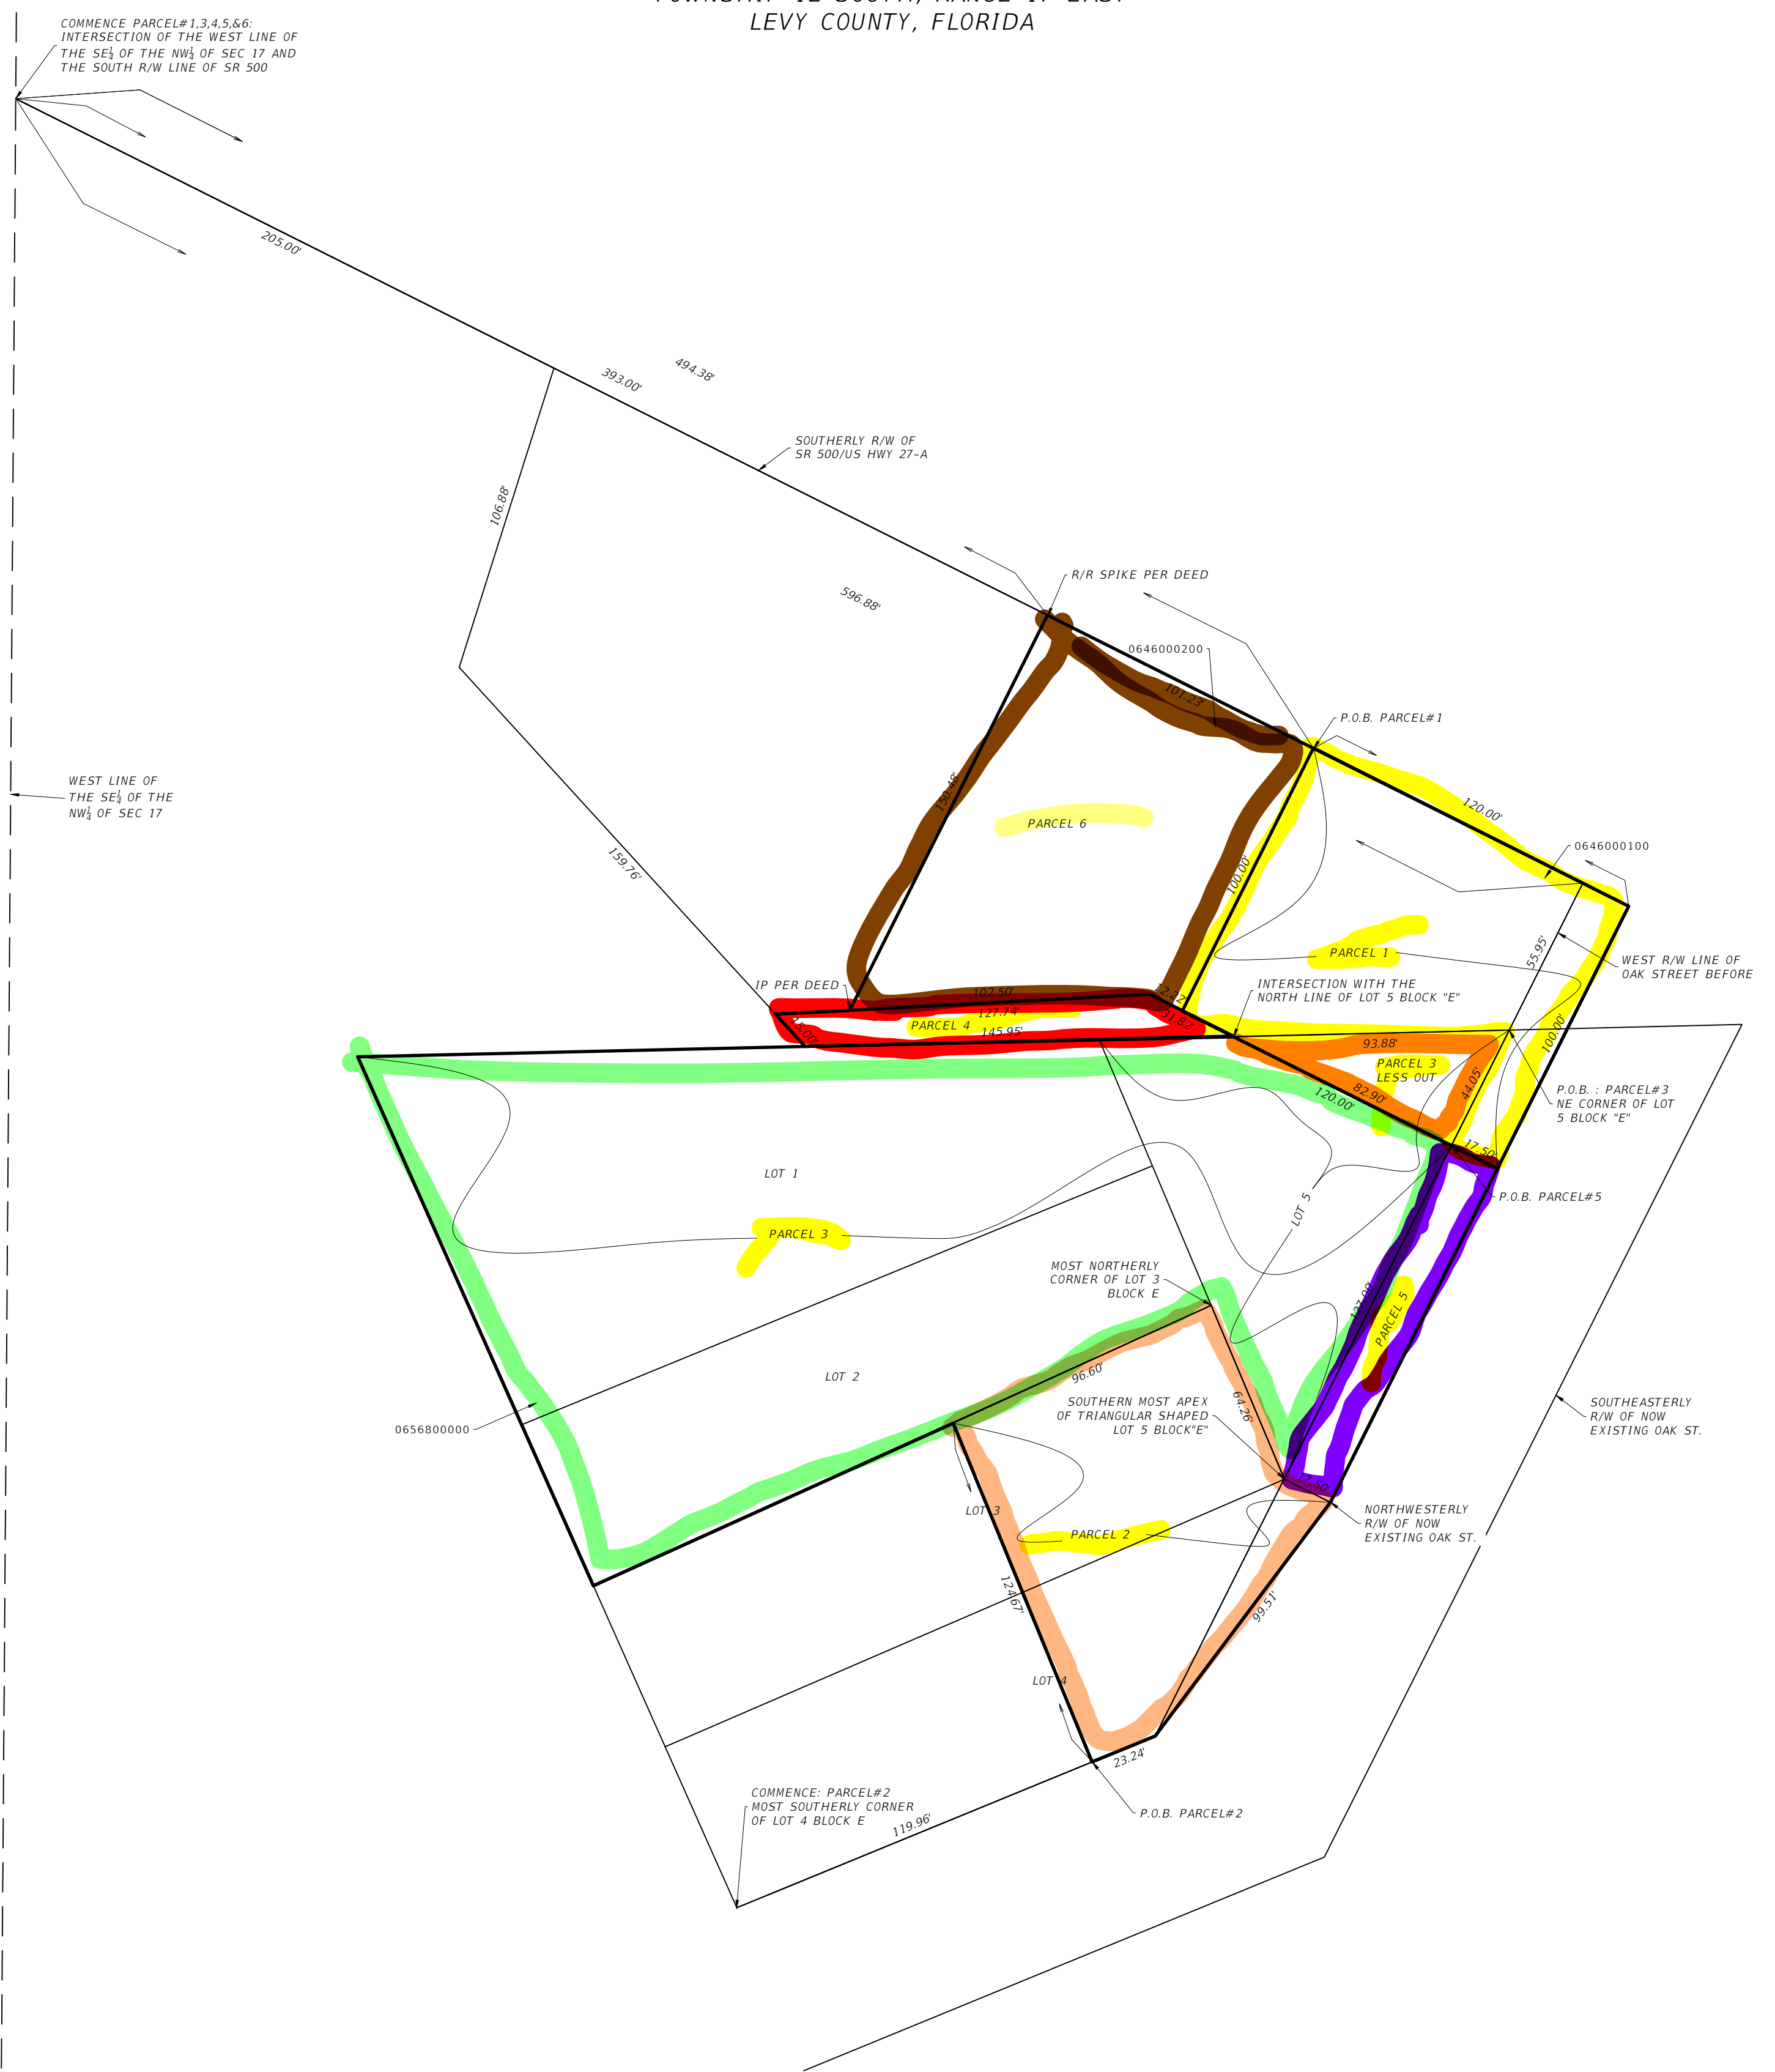 LEVY COUNTY, FLORIDA
COMMENCE PARCEL#1,3,4,5,&6:
INTERSECTION OF THE WEST LINE OF
THE SE¼ OF THE NW¼ OF SEC 17 AND
THE SOUTH R/W LINE OF SR 500
205.00'
494.38'
393.00'
SOUTHERLY R/W OF
SR 500/US HWY 27-A
106.88'
R/R SPIKE PER DEED
596.88'
0646000200
101.23'
P.O.B. PARCEL#1
WEST LINE OF
THE SE¼ OF THE
NW¼ OF SEC 17
150.48'
120.00'
PARCEL 6
0646000100
159.76'
100.00'
PARCEL 1
55.95'
WEST R/W LINE OF
OAK STREET BEFORE
IP PER DEED
102.50'
12.22'
INTERSECTION WITH THE
NORTH LINE OF LOT 5 BLOCK "E"
127.74'
31.82'
PARCEL 4
145.95'
15.00'
93.88'
100.00'
PARCEL 3
LESS OUT
44.05'
82.90'
120.00'
P.O.B. : PARCEL#3
NE CORNER OF LOT
5 BLOCK "E"
17.50'
LOT 1
P.O.B. PARCEL#5
LOT 5
PARCEL 3
MOST NORTHERLY
CORNER OF LOT 3
BLOCK E
PARCEL 5
LOT 2
96.60'
64.26'
SOUTHERN MOST APEX
OF TRIANGULAR SHAPED
LOT 5 BLOCK"E"
SOUTHEASTERLY
R/W OF NOW
EXISTING OAK ST.
0656800000
17.50'
LOT 3
NORTHWESTERLY
R/W OF NOW
EXISTING OAK ST.
PARCEL 2
124.67'
99.51'
LOT 4
23.24'
COMMENCE: PARCEL#2
MOST SOUTHERLY CORNER
OF LOT 4 BLOCK E
P.O.B. PARCEL#2
119.96'